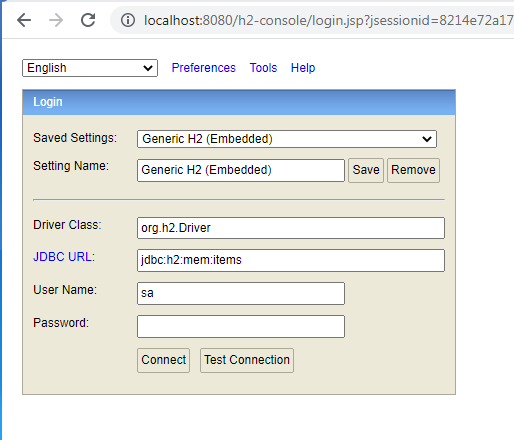 localhost:8080/h2-console/login.jsp?jsessionid=8214e72a17
English Preferences Tools Help
Login
Saved Settings: Generic H2 (Embedded)
Setting Name: Generic H2 (Embedded) Save Remove
Driver Class: org.h2.Driver
JDBC URL: jdbc:h2:mem:items
User Name: sa
Password:
Connect Test Connection